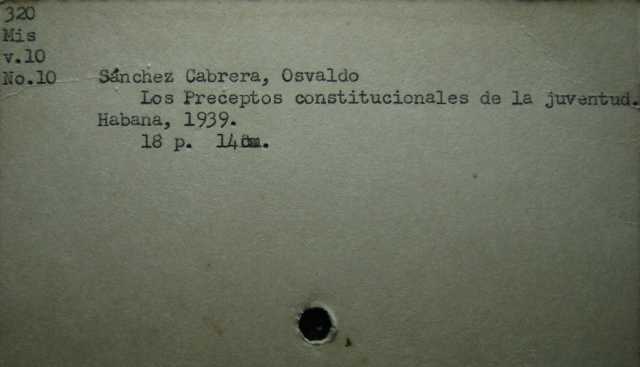 320
Mis
v.10
No.10 Sánchez Cabrera, Osvaldo
Los Preceptos constitucionales de la juventud.
Habana, 1939.
18 p. 14cm.